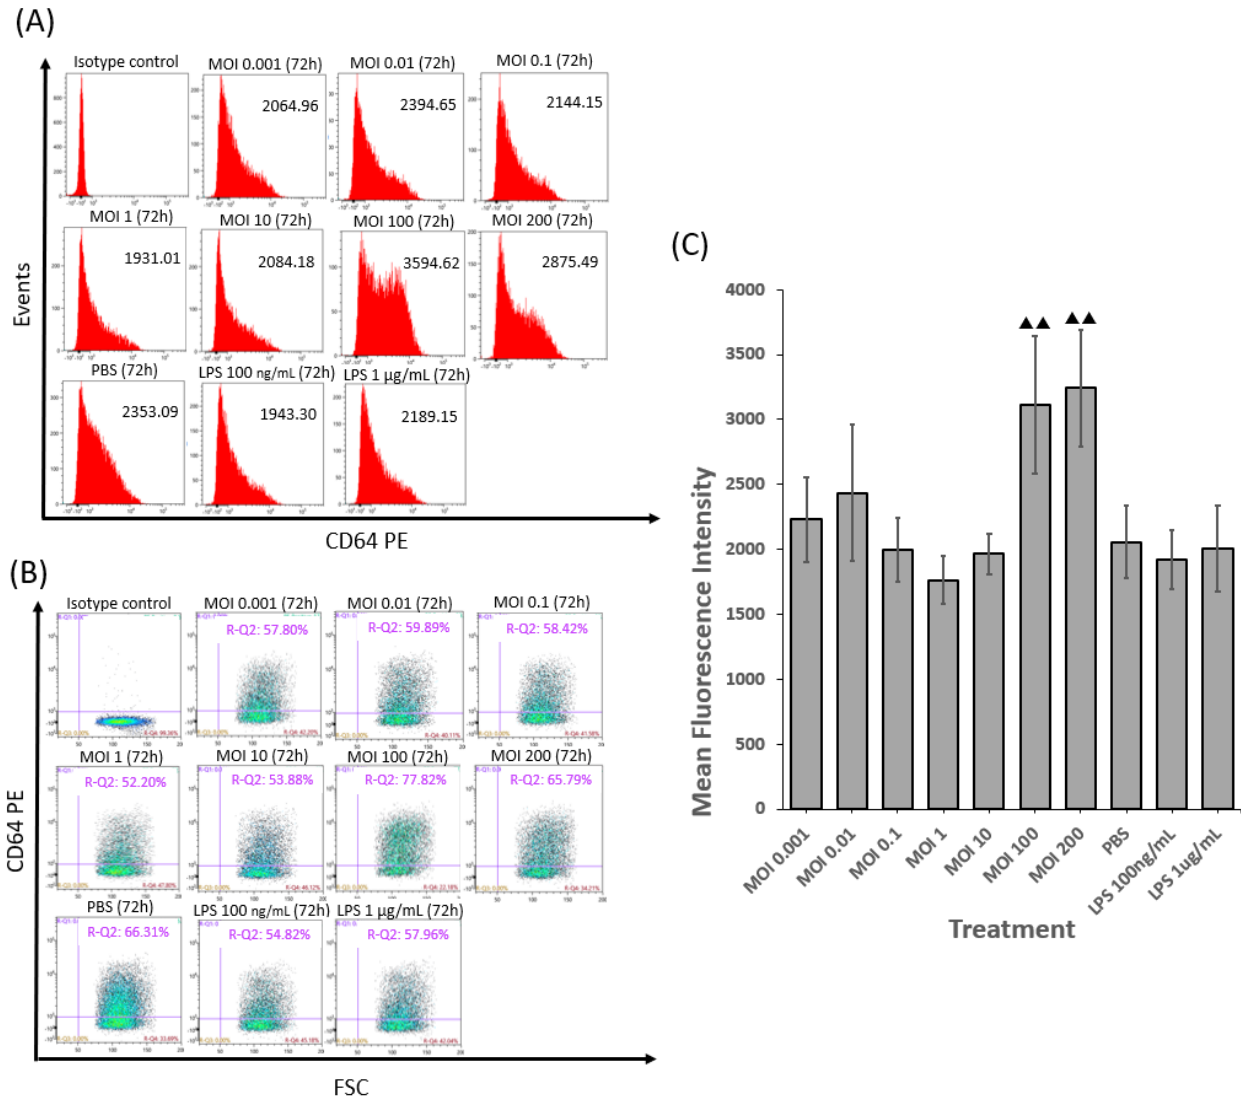 (A)
Isotype control
MOI 0.001 (72h)
MOI 0.01 (72h)
MOI 0.1 (72h)
2064.96
2394.65
2144.15
MOI 1 (72h)
MOI 10 (72h)
MOI 100 (72h)
MOI 200 (72h)
1931.01
2084.18
3594.62
2875.49
PBS (72h)
LPS 100 ng/mL (72h)
LPS 1 µg/mL (72h)
2353.09
1943.30
2189.15
Events
CD64 PE
(B)
Isotype control
MOI 0.001 (72h)
MOI 0.01 (72h)
MOI 0.1 (72h)
R-Q2: 57.80%
R-Q2: 59.89%
R-Q2: 58.42%
MOI 1 (72h)
MOI 10 (72h)
MOI 100 (72h)
MOI 200 (72h)
R-Q2: 52.20%
R-Q2: 53.88%
R-Q2: 77.82%
R-Q2: 65.79%
PBS (72h)
LPS 100 ng/mL (72h)
LPS 1 µg/mL (72h)
R-Q2: 66.31%
R-Q2: 54.82%
R-Q2: 57.96%
CD64 PE
FSC
(C)
Mean Fluorescence Intensity
4000
3500
3000
2500
2000
1500
1000
500
0
▲▲
▲▲
MOI 0.001
MOI 0.01
MOI 0.1
MOI 1
MOI 10
MOI 100
MOI 200
PBS
LPS 100ng/mL
LPS 1ug/mL
Treatment